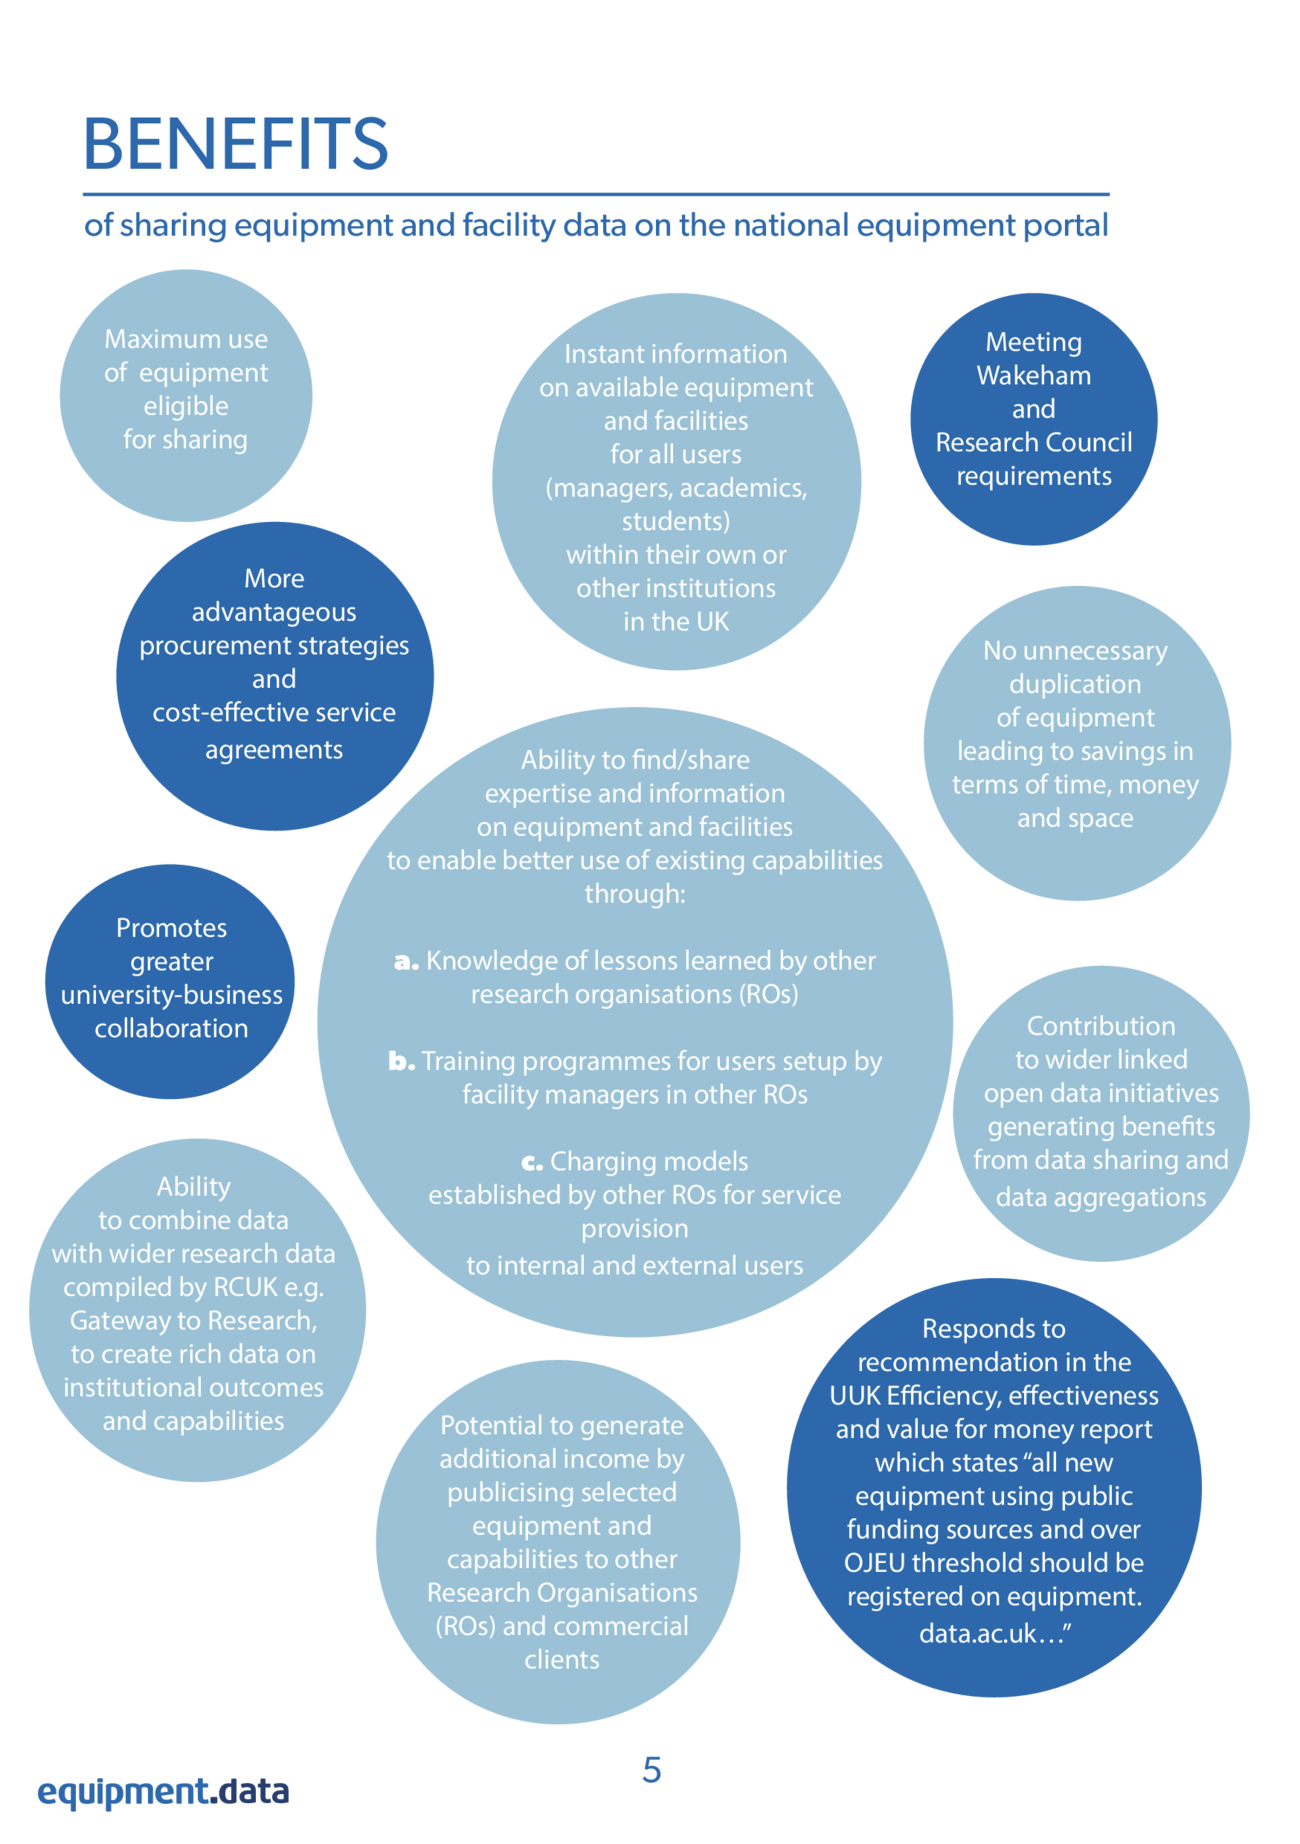 BENEFITS
of sharing equipment and facility data on the national equipment portal
Maximum use
of equipment
eligible
for sharing
Instant information
on available equipment
and facilities
for all users
(managers, academics,
students)
within their own or
other institutions
in the UK
Meeting
Wakeham
and
Research Council
requirements
More
advantageous
procurement strategies
and
cost-effective service
agreements
No unnecessary
duplication
of equipment
leading to savings in
terms of time, money
and space
Ability to find/share
expertise and information
on equipment and facilities
to enable better use of existing capabilities
through:
a. Knowledge of lessons learned by other
research organisations (ROs)
b. Training programmes for users setup by
facility managers in other ROs
c. Charging models
established by other ROs for service
provision
to internal and external users
Promotes
greater
university-business
collaboration
Contribution
to wider linked
open data initiatives
generating benefits
from data sharing and
data aggregations
Ability
to combine data
with wider research data
compiled by RCUK e.g.
Gateway to Research,
to create rich data on
institutional outcomes
and capabilities
Potential to generate
additional income by
publicising selected
equipment and
capabilities to other
Research Organisations
(ROs) and commercial
clients
Responds to
recommendation in the
UUK Efficiency, effectiveness
and value for money report
which states “all new
equipment using public
funding sources and over
OJEU threshold should be
registered on equipment.
data.ac.uk…”
5
equipment.data